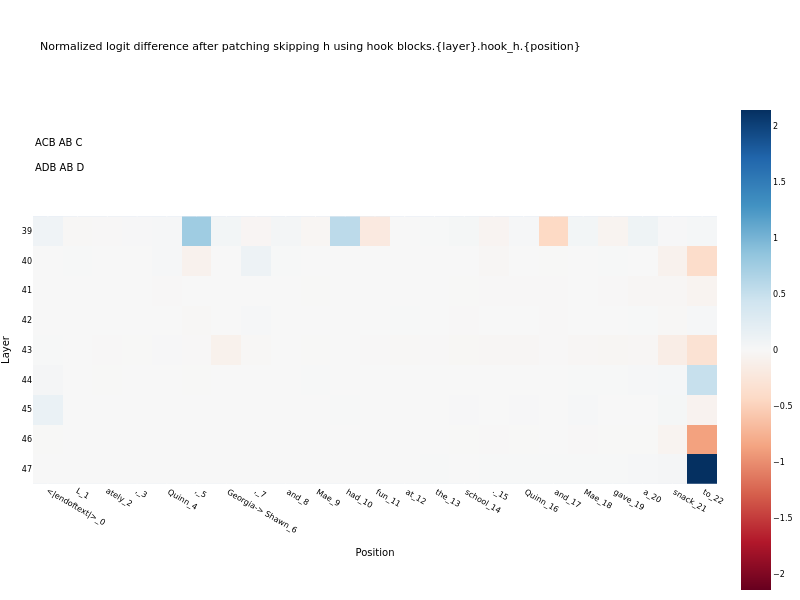 Normalized logit difference after patching skipping h using hook blocks.{layer}.hook_h.{position}
ACB AB C
ADB AB D
2
1.5
1
0.5
0
−0.5
−1
−1.5
−2
39
40
41
42
43
44
45
46
47
Layer
<|endoftext|>_0
L_1
ately_2
,_3
Quinn_4
,_5
Georgia-> Shawn_6
,_7
and_8
Mae_9
had_10
fun_11
at_12
the_13
school_14
._15
Quinn_16
and_17
Mae_18
gave_19
a_20
snack_21
to_22
Position